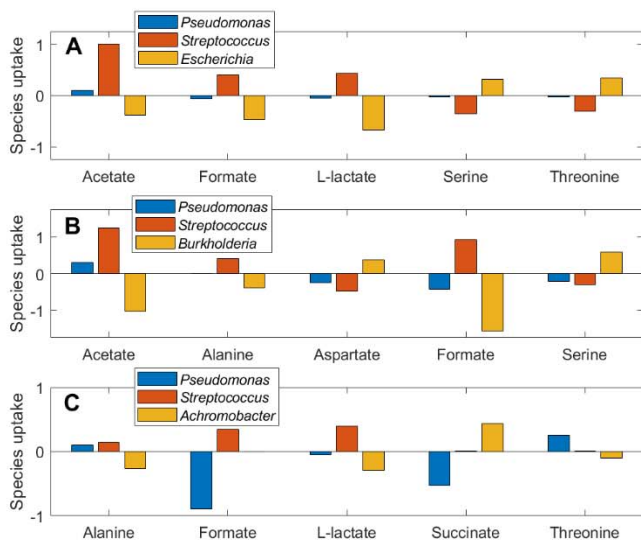 A
Pseudomonas
Streptococcus
Escherichia
Species uptake
1
0
-1
Acetate Formate L-lactate Serine Threonine
B
Pseudomonas
Streptococcus
Burkholderia
Species uptake
1
0
-1
Acetate Alanine Aspartate Formate Serine
C
Pseudomonas
Streptococcus
Achromobacter
Species uptake
1
0
-1
Alanine Formate L-lactate Succinate Threonine